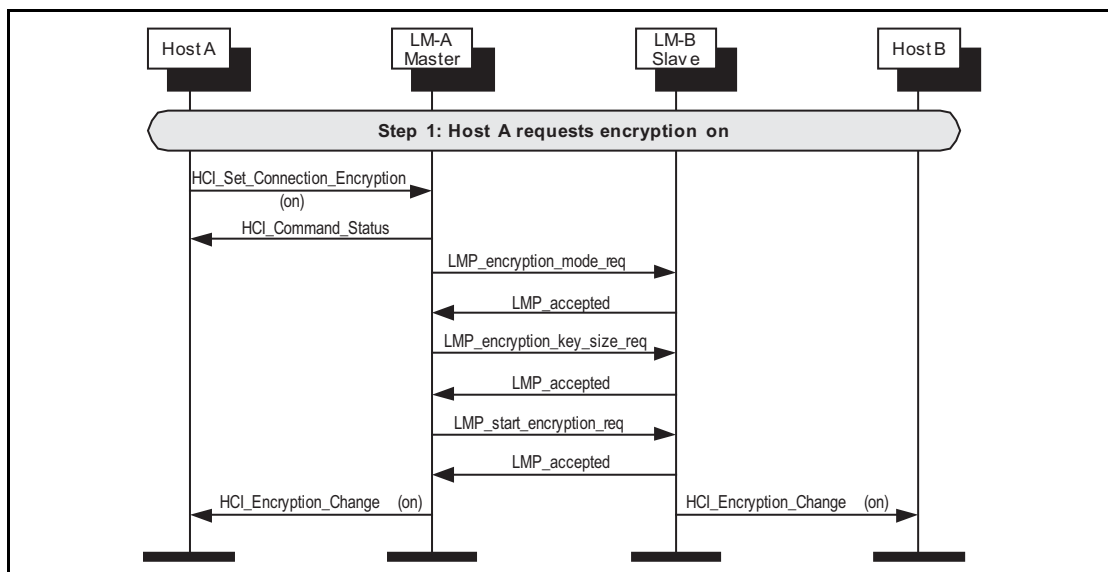 Host A
LM-A
Master
LM-B
Slave
Host B
Step 1: Host A requests encryption on
HCI_Set_Connection_Encryption
(on)
HCI_Command_Status
LMP_encryption_mode_req
LMP_accepted
LMP_encryption_key_size_req
LMP_accepted
LMP_start_encryption_req
LMP_accepted
HCI_Encryption_Change (on)
HCI_Encryption_Change (on)